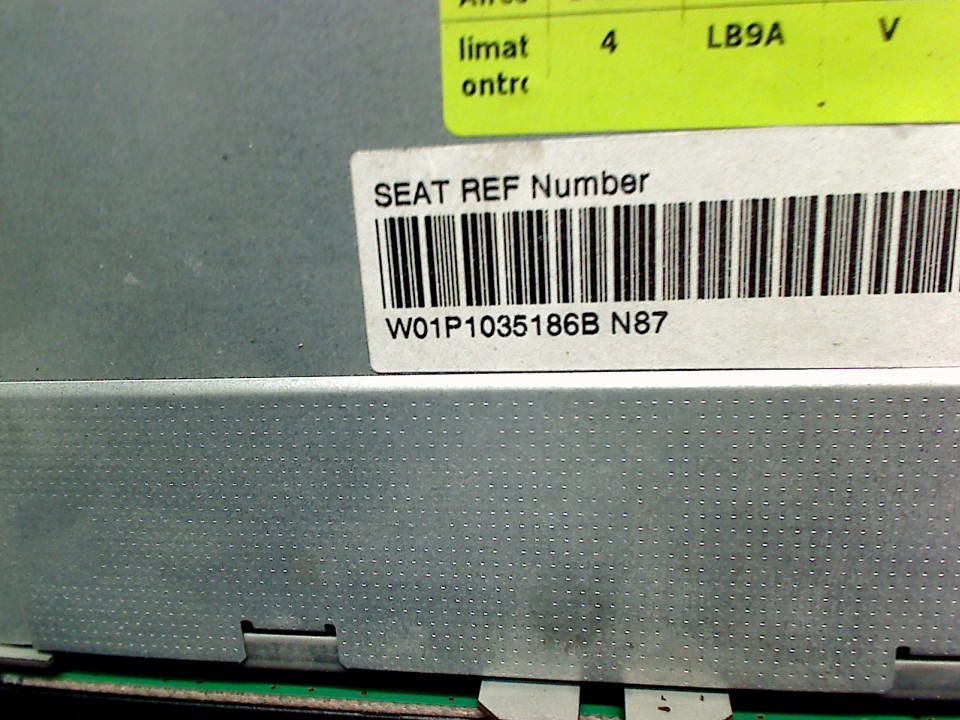 limat 4 LB9A V
ontr
SEAT REF Number
W01P1035186B N87